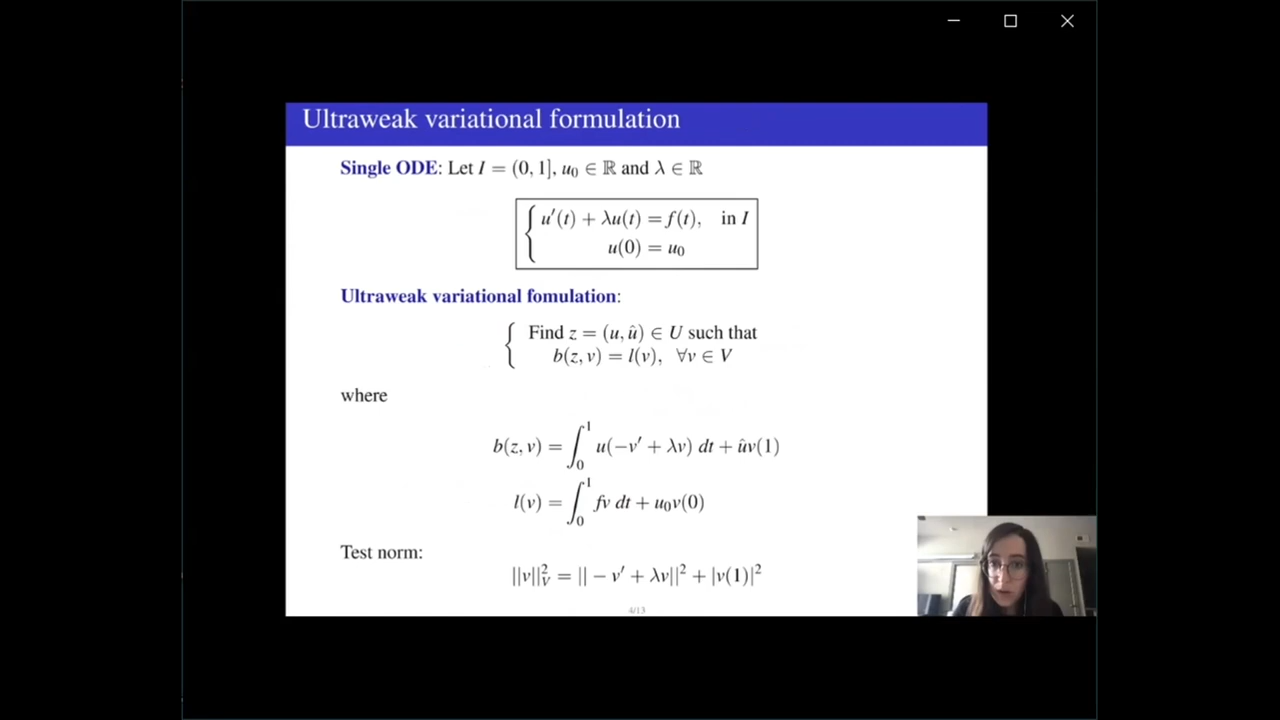 Ultraweak variational formulation
Single ODE: Let I = (0, 1], u₀ ∈ ℝ and λ ∈ ℝ
{ u′(t) + λu(t) = f(t), in I
u(0) = u₀
Ultraweak variational fomulation:
{ Find z = (u, û) ∈ U such that
b(z, v) = l(v), ∀v ∈ V
where
b(z, v) = ∫₀¹ u(−v′ + λv) dt + ûv(1)
l(v) = ∫₀¹ fv dt + u₀v(0)
Test norm:
||v||²_V = || − v′ + λv||² + |v(1)|²
4/13